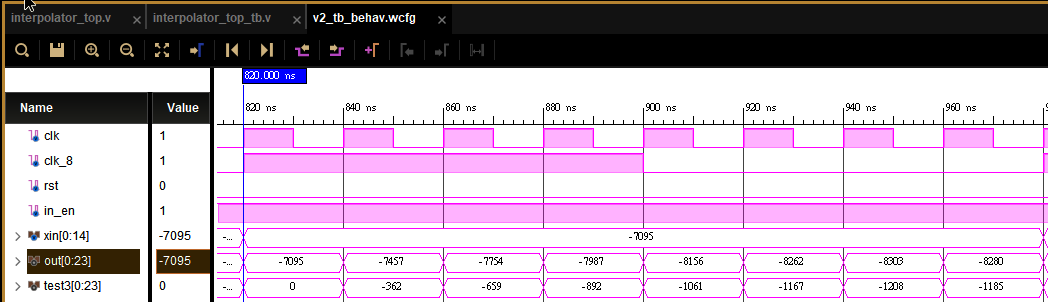 interpolator_top.v × interpolator_top_tb.v × v2_tb_behav.wcfg ×
820.000 ns
Name Value 820 ns 840 ns 860 ns 880 ns 900 ns 920 ns 940 ns 960 ns
clk 1
clk_8 1
rst 0
in_en 1
xin[0:14] -7095 -... -7095
out[0:23] -7095 -... -7095 -7457 -7754 -7987 -8156 -8262 -8303 -8280
test3[0:23] 0 -... 0 -362 -659 -892 -1061 -1167 -1208 -1185